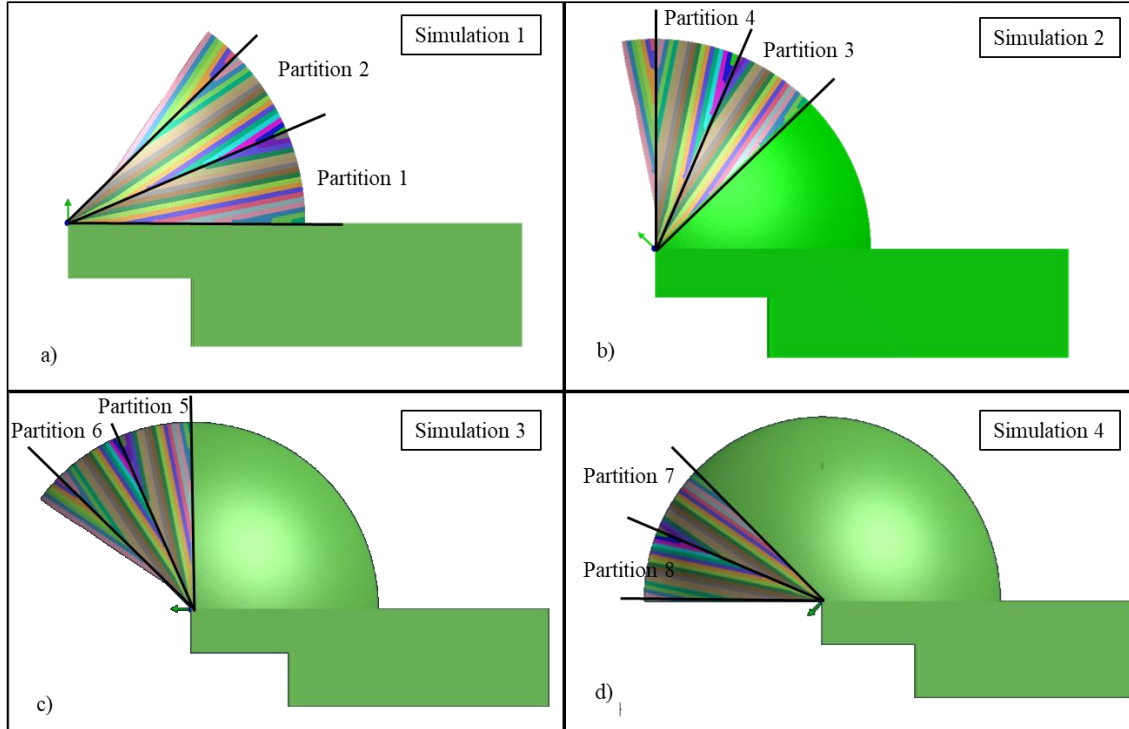 Simulation 1
Partition 2
Partition 1
a)
Simulation 2
Partition 4
Partition 3
b)
Simulation 3
Partition 5
Partition 6
c)
Simulation 4
Partition 7
Partition 8
d)